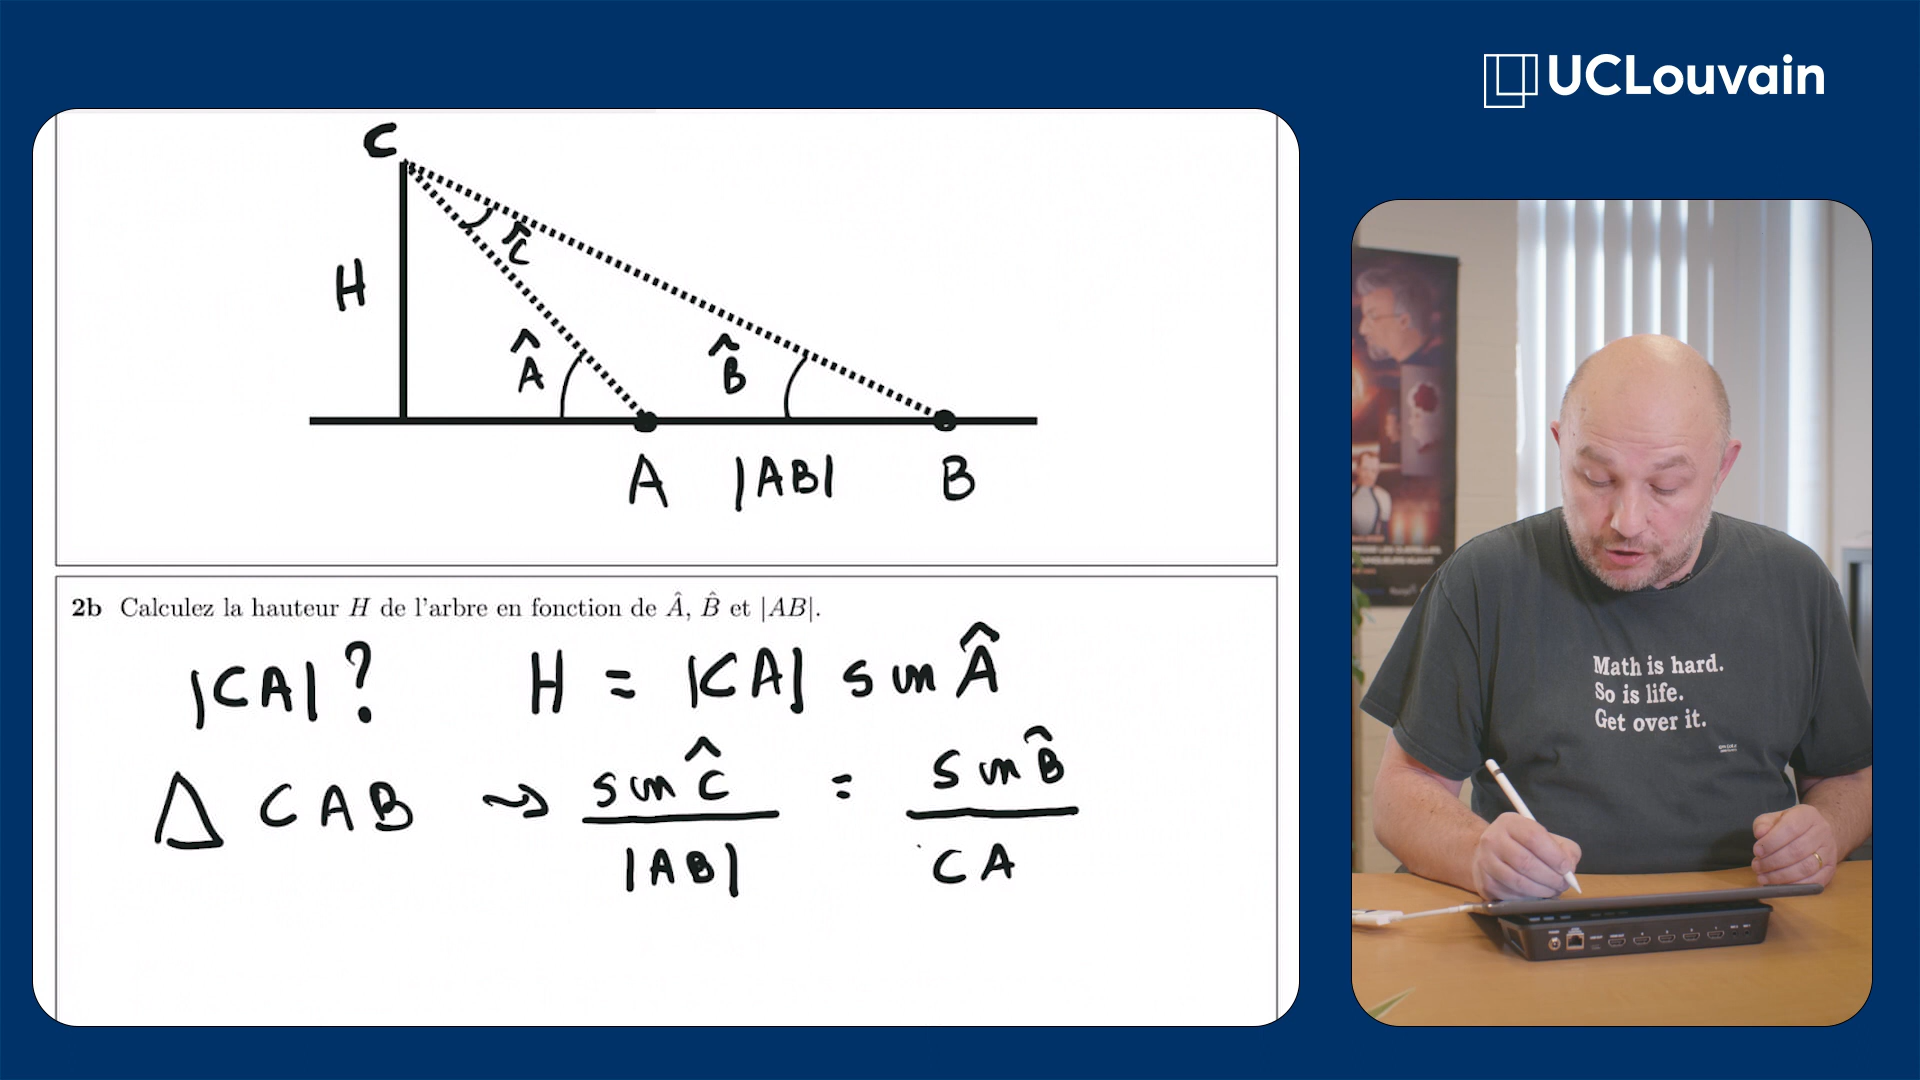 UCLouvain
C
H
Ĉ
Â
B̂
A |AB| B
2b Calculez la hauteur H de l'arbre en fonction de Â, B̂ et |AB|.
|CA| ? H = |CA| sin Â
Δ CAB ⤳ sin Ĉ / |AB| = sin B̂ / CA
Math is hard.
So is life.
Get over it.